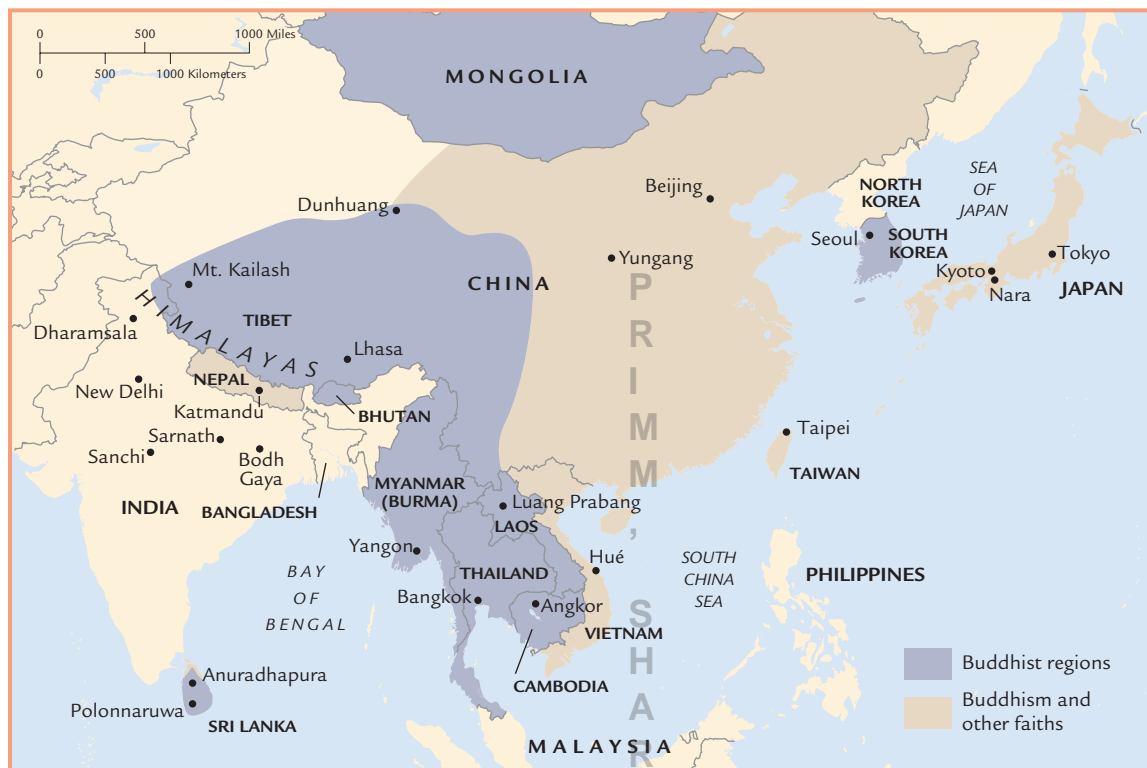 0 500 1000 Miles
0 500 1000 Kilometers
MONGOLIA
Dunhuang
Beijing
NORTH
KOREA
SEA
OF
JAPAN
Seoul
SOUTH
KOREA
Yungang
Mt. Kailash
CHINA
Kyoto
Tokyo
Nara
JAPAN
HIMALAYAS
TIBET
Dharamsala
Lhasa
New Delhi
NEPAL
Katmandu
BHUTAN
Sarnath
Sanchi
Bodh
Gaya
Taipei
TAIWAN
INDIA
BANGLADESH
MYANMAR
(BURMA)
Luang Prabang
LAOS
Yangon
Hué
BAY
OF
BENGAL
THAILAND
Bangkok
Angkor
SOUTH
CHINA
SEA
PHILIPPINES
VIETNAM
CAMBODIA
Anuradhapura
Polonnaruwa
SRI LANKA
MALAYSIA
Buddhist regions
Buddhism and
other faiths
PRIMM, SHAR